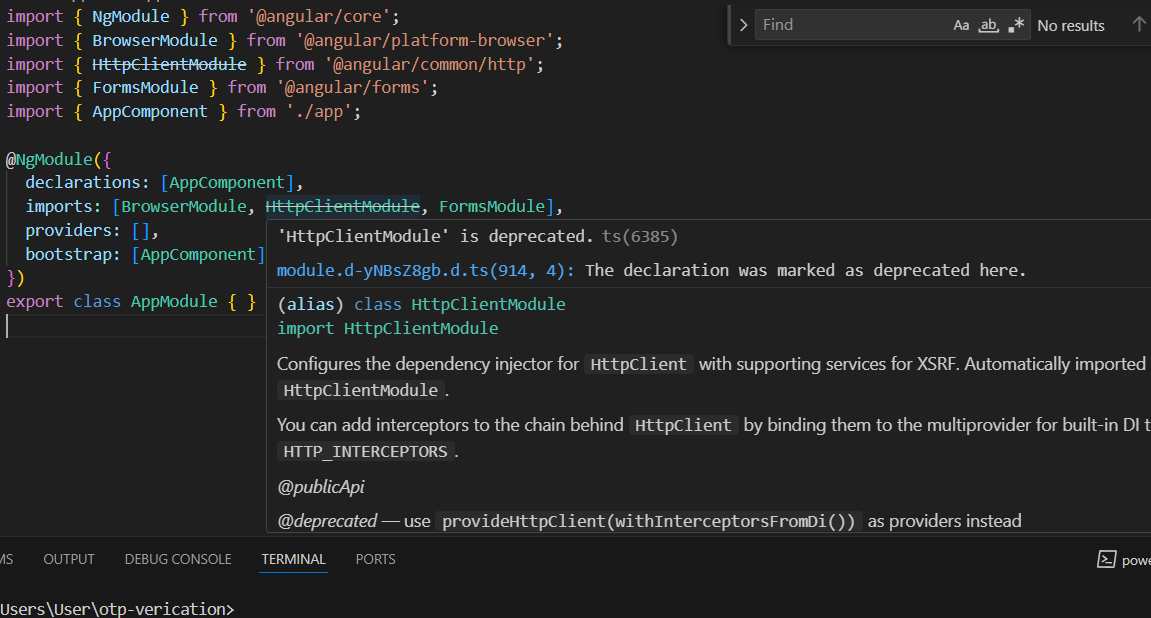 import { NgModule } from '@angular/core';
import { BrowserModule } from '@angular/platform-browser';
import { HttpClientModule } from '@angular/common/http';
import { FormsModule } from '@angular/forms';
import { AppComponent } from './app';
@NgModule({
declarations: [AppComponent],
imports: [BrowserModule, HttpClientModule, FormsModule],
providers: [],
bootstrap: [AppComponent]
})
export class AppModule { }
Find Aa ab .* No results
'HttpClientModule' is deprecated. ts(6385)
module.d-yNBsZ8gb.d.ts(914, 4): The declaration was marked as deprecated here.
(alias) class HttpClientModule
import HttpClientModule
Configures the dependency injector for HttpClient with supporting services for XSRF. Automatically imported
HttpClientModule.
You can add interceptors to the chain behind HttpClient by binding them to the multiprovider for built-in DI t
HTTP_INTERCEPTORS.
@publicApi
@deprecated — use provideHttpClient(withInterceptorsFromDi()) as providers instead
MS OUTPUT DEBUG CONSOLE TERMINAL PORTS
powe
Users\User\otp-verication>